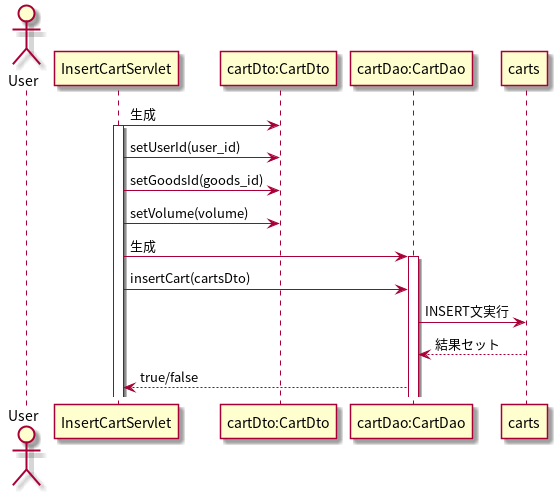 User
InsertCartServlet
cartDto:CartDto
cartDao:CartDao
carts
生成
setUserId(user_id)
setGoodsId(goods_id)
setVolume(volume)
生成
insertCart(cartsDto)
INSERT文実行
結果セット
true/false
User
InsertCartServlet
cartDto:CartDto
cartDao:CartDao
carts